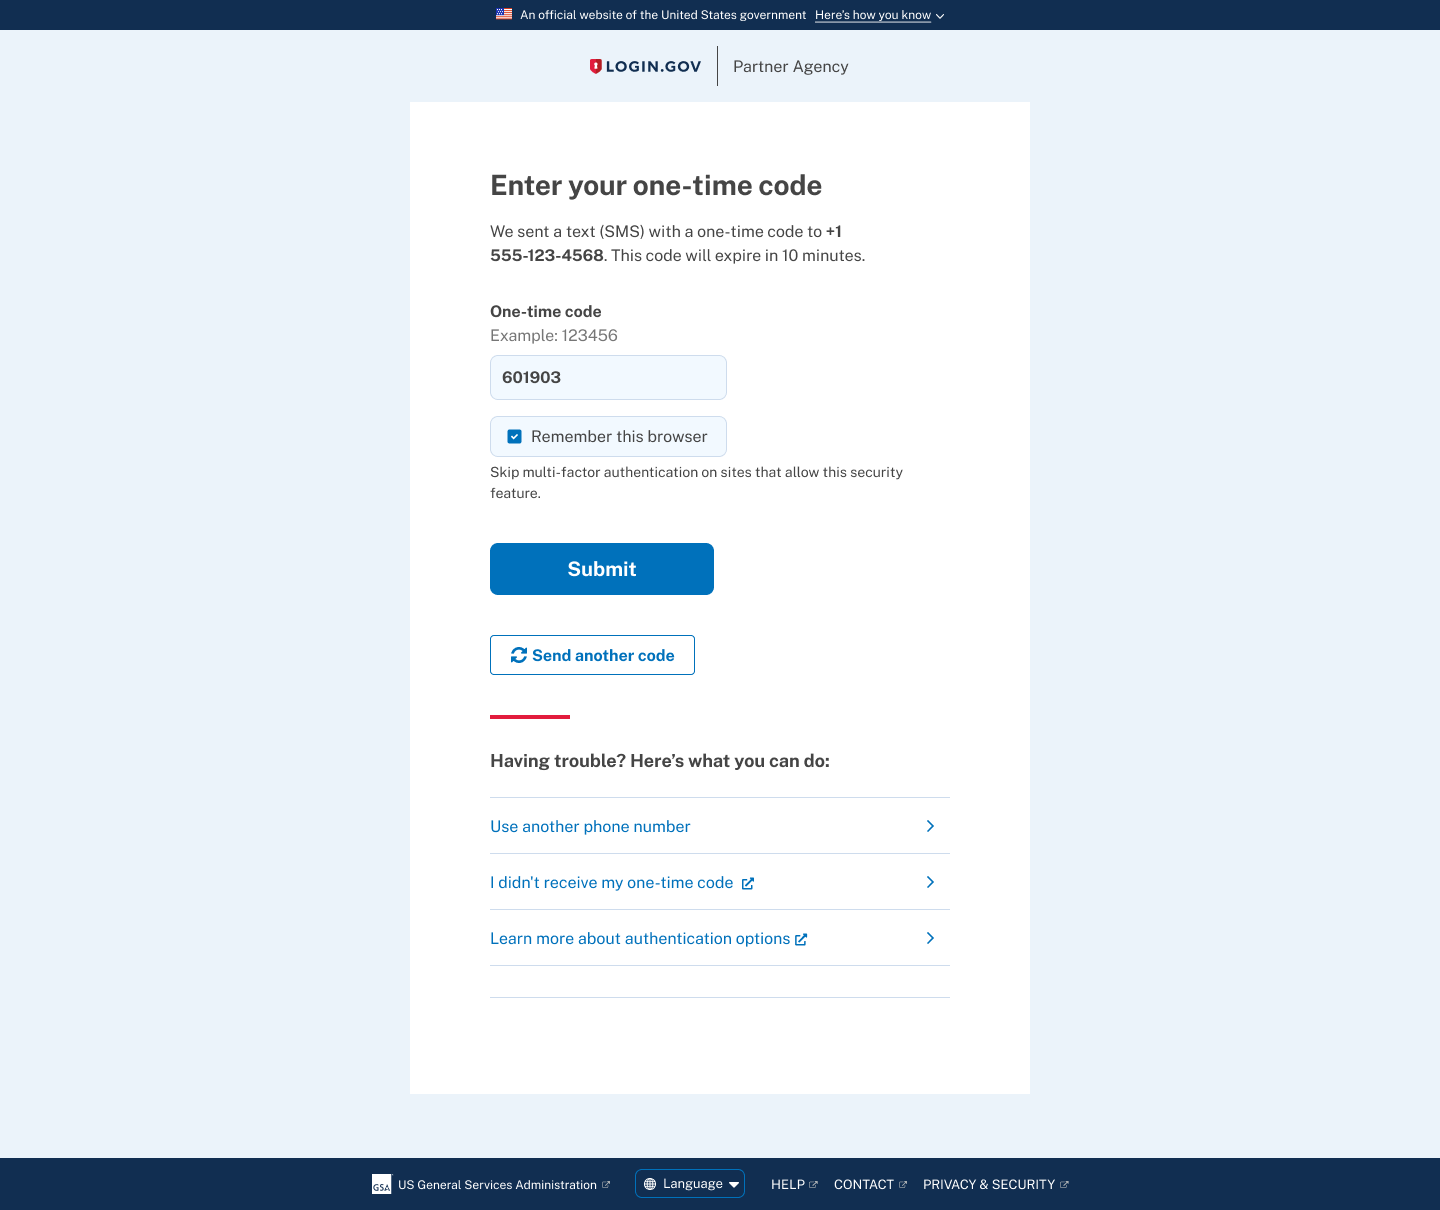 An official website of the United States government Here's how you know
LOGIN.GOV Partner Agency
Enter your one-time code
We sent a text (SMS) with a one-time code to +1
555-123-4568. This code will expire in 10 minutes.
One-time code
Example: 123456
601903
Remember this browser
Skip multi-factor authentication on sites that allow this security
feature.
Submit
Send another code
Having trouble? Here’s what you can do:
Use another phone number
I didn't receive my one-time code
Learn more about authentication options
GSA US General Services Administration Language HELP CONTACT PRIVACY & SECURITY